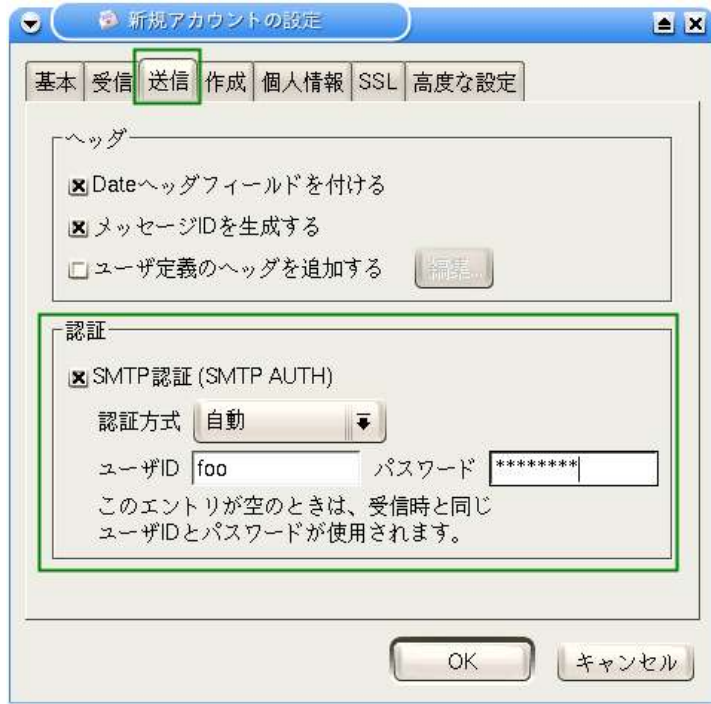 新規アカウントの設定
基本 受信 送信 作成 個人情報 SSL 高度な設定
ヘッダ
Dateヘッダフィールドを付ける
メッセージIDを生成する
ユーザ定義のヘッダを追加する 編集...
認証
SMTP認証 (SMTP AUTH)
認証方式 自動
ユーザID foo パスワード ********
このエントリが空のときは、受信時と同じ
ユーザIDとパスワードが使用されます。
OK キャンセル